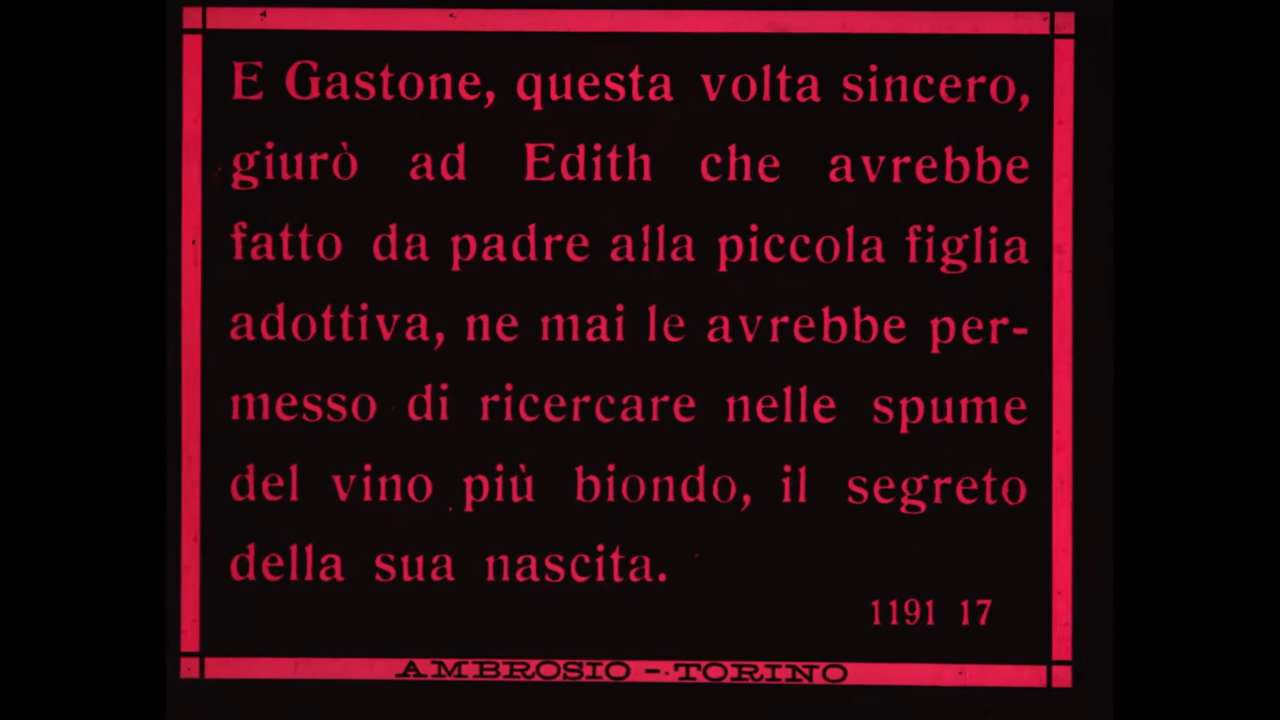 E Gastone, questa volta sincero,
giurò ad Edith che avrebbe
fatto da padre alla piccola figlia
adottiva, ne mai le avrebbe per-
messo di ricercare nelle spume
del vino più biondo, il segreto
della sua nascita.
1191 17
AMBROSIO - TORINO